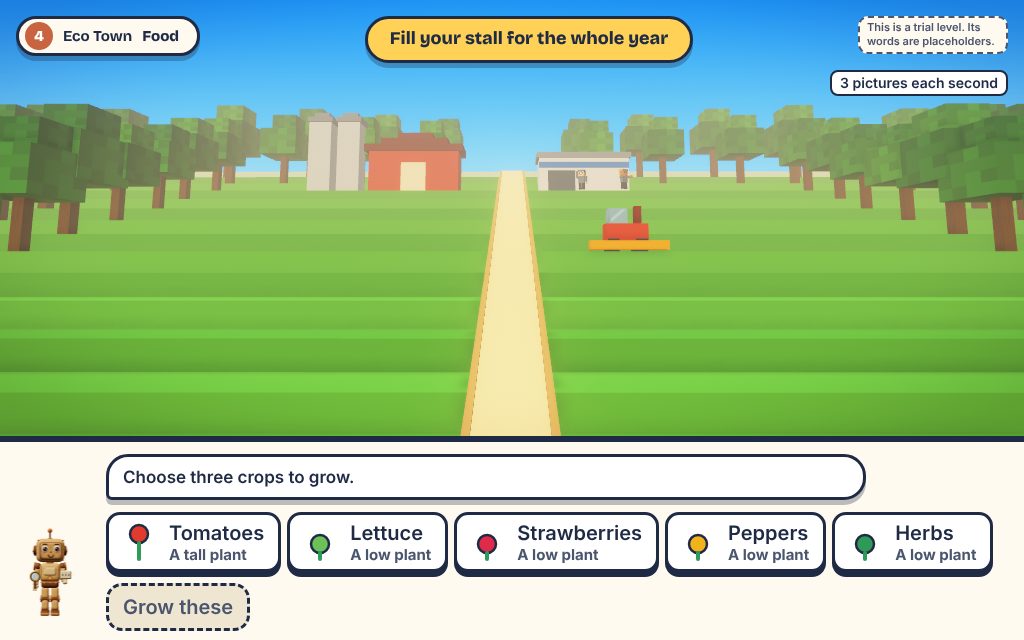 4 Eco Town Food
Fill your stall for the whole year
This is a trial level. Its
words are placeholders.
3 pictures each second
Choose three crops to grow.
Tomatoes
A tall plant
Lettuce
A low plant
Strawberries
A low plant
Peppers
A low plant
Herbs
A low plant
Grow these